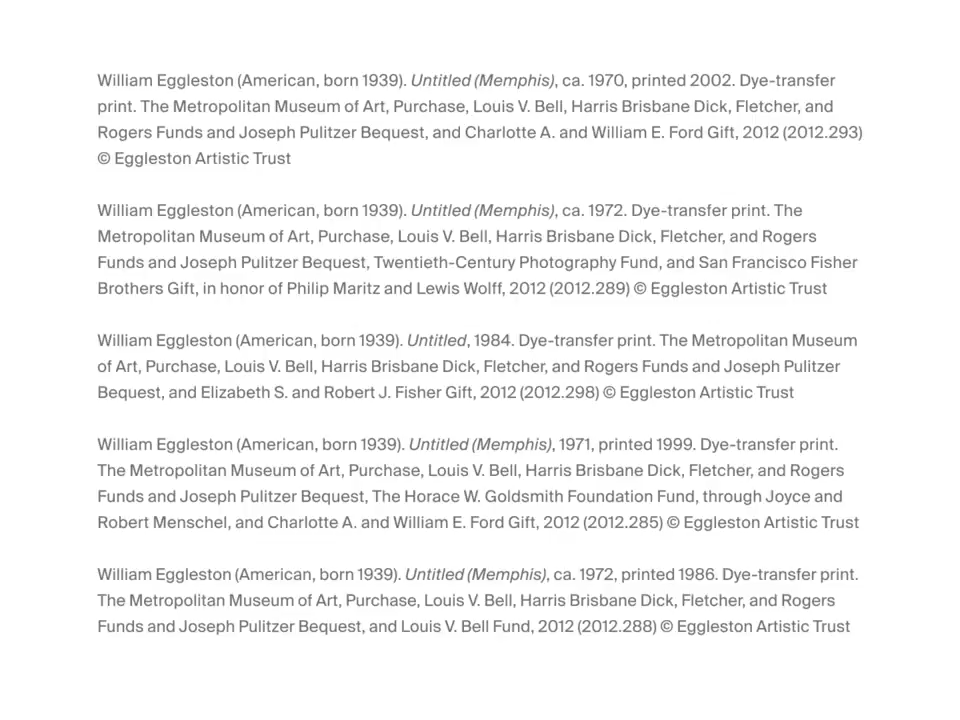 William Eggleston (American, born 1939). Untitled (Memphis), ca. 1970, printed 2002. Dye-transfer
print. The Metropolitan Museum of Art, Purchase, Louis V. Bell, Harris Brisbane Dick, Fletcher, and
Rogers Funds and Joseph Pulitzer Bequest, and Charlotte A. and William E. Ford Gift, 2012 (2012.293)
© Eggleston Artistic Trust
William Eggleston (American, born 1939). Untitled (Memphis), ca. 1972. Dye-transfer print. The
Metropolitan Museum of Art, Purchase, Louis V. Bell, Harris Brisbane Dick, Fletcher, and Rogers
Funds and Joseph Pulitzer Bequest, Twentieth-Century Photography Fund, and San Francisco Fisher
Brothers Gift, in honor of Philip Maritz and Lewis Wolff, 2012 (2012.289) © Eggleston Artistic Trust
William Eggleston (American, born 1939). Untitled, 1984. Dye-transfer print. The Metropolitan Museum
of Art, Purchase, Louis V. Bell, Harris Brisbane Dick, Fletcher, and Rogers Funds and Joseph Pulitzer
Bequest, and Elizabeth S. and Robert J. Fisher Gift, 2012 (2012.298) © Eggleston Artistic Trust
William Eggleston (American, born 1939). Untitled (Memphis), 1971, printed 1999. Dye-transfer print.
The Metropolitan Museum of Art, Purchase, Louis V. Bell, Harris Brisbane Dick, Fletcher, and Rogers
Funds and Joseph Pulitzer Bequest, The Horace W. Goldsmith Foundation Fund, through Joyce and
Robert Menschel, and Charlotte A. and William E. Ford Gift, 2012 (2012.285) © Eggleston Artistic Trust
William Eggleston (American, born 1939). Untitled (Memphis), ca. 1972, printed 1986. Dye-transfer print.
The Metropolitan Museum of Art, Purchase, Louis V. Bell, Harris Brisbane Dick, Fletcher, and Rogers
Funds and Joseph Pulitzer Bequest, and Louis V. Bell Fund, 2012 (2012.288) © Eggleston Artistic Trust